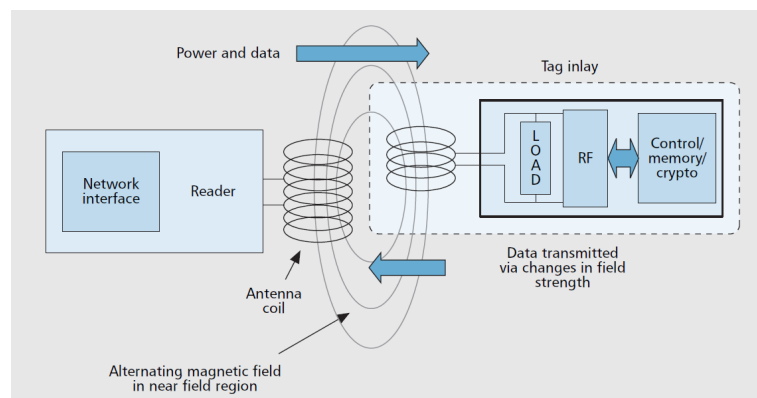 Power and data
Tag inlay
Network
interface
Reader
LOAD
RF
Control/
memory/
crypto
Antenna
coil
Data transmitted
via changes in field
strength
Alternating magnetic field
in near field region